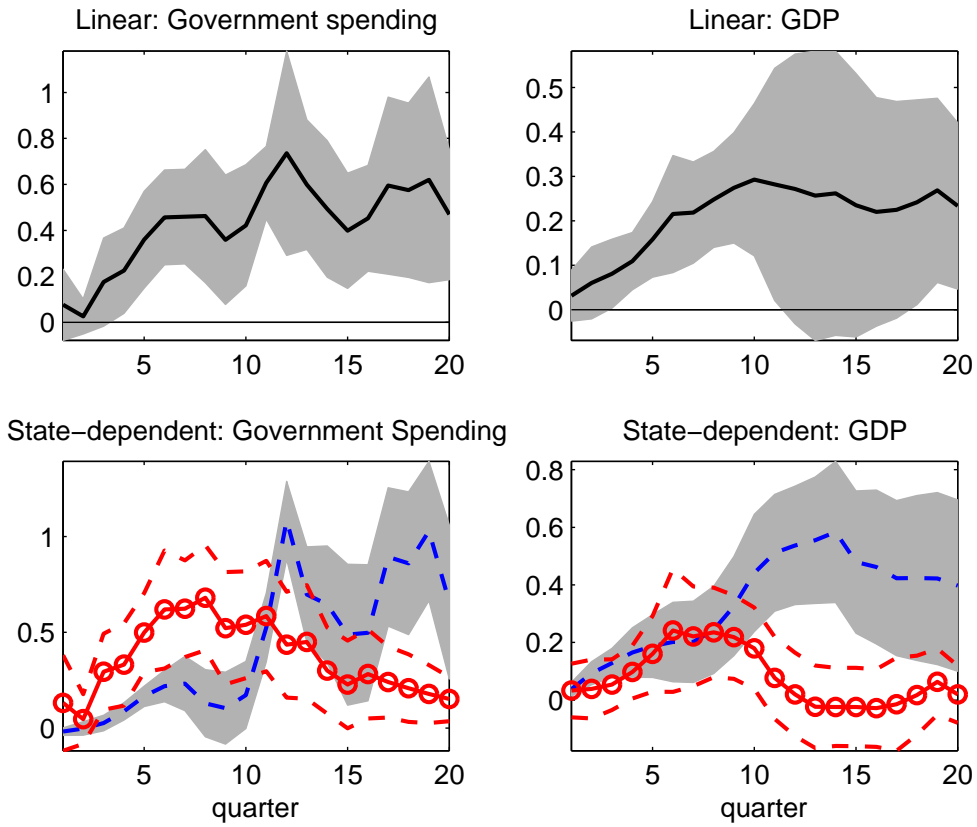 Linear: Government spending
1
0.8
0.6
0.4
0.2
0
5 10 15 20
Linear: GDP
0.5
0.4
0.3
0.2
0.1
0
5 10 15 20
State−dependent: Government Spending
1
0.5
0
5 10 15 20
quarter
State−dependent: GDP
0.8
0.6
0.4
0.2
0
5 10 15 20
quarter